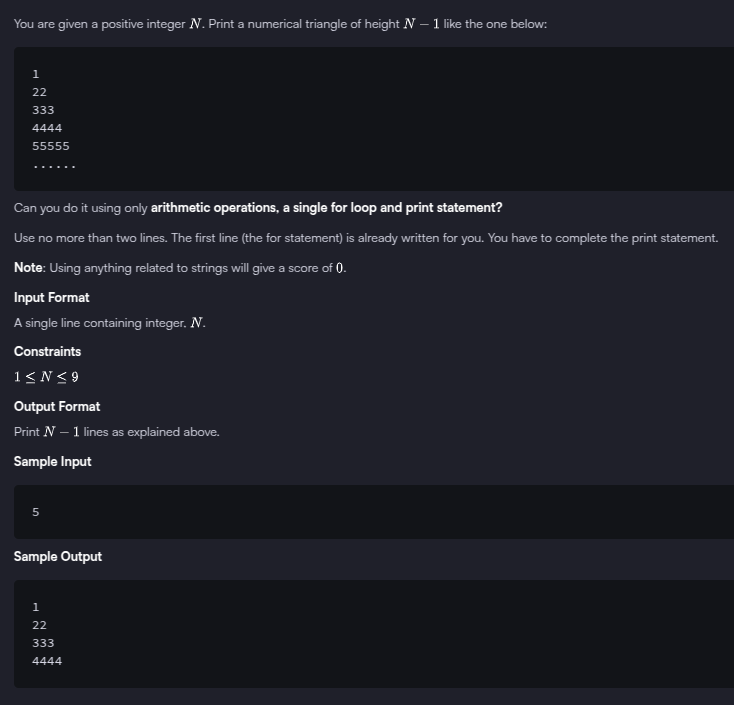 You are given a positive integer N. Print a numerical triangle of height N − 1 like the one below:
1
22
333
4444
55555
......
Can you do it using only arithmetic operations, a single for loop and print statement?
Use no more than two lines. The first line (the for statement) is already written for you. You have to complete the print statement.
Note: Using anything related to strings will give a score of 0.
Input Format
A single line containing integer, N.
Constraints
1 ≤ N ≤ 9
Output Format
Print N − 1 lines as explained above.
Sample Input
5
Sample Output
1
22
333
4444